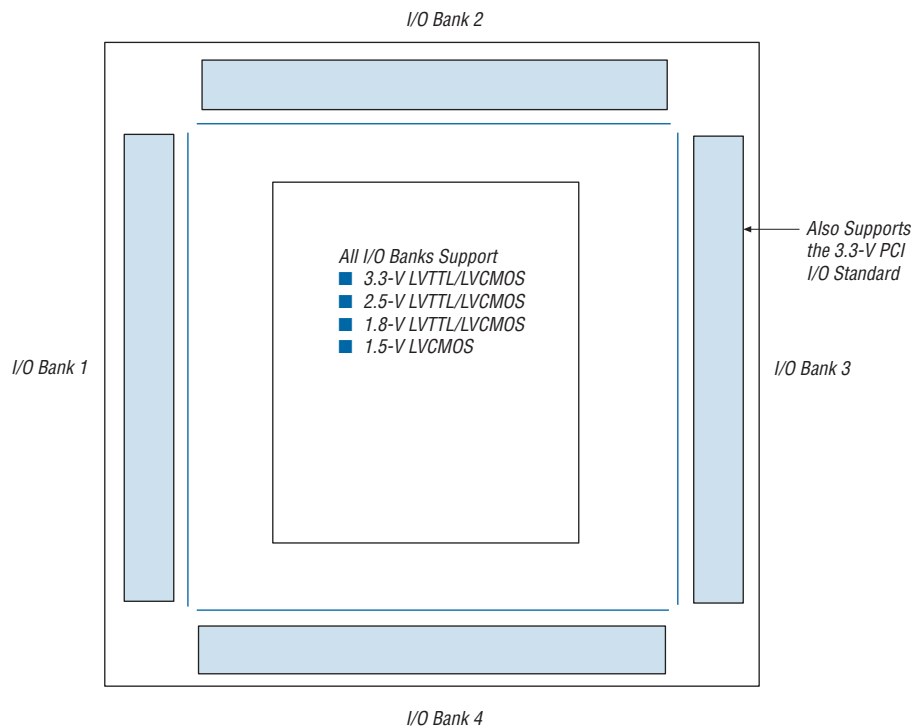 I/O Bank 2
Also Supports
the 3.3-V PCI
I/O Standard
All I/O Banks Support
■ 3.3-V LVTTL/LVCMOS
■ 2.5-V LVTTL/LVCMOS
■ 1.8-V LVTTL/LVCMOS
■ 1.5-V LVCMOS
I/O Bank 1
I/O Bank 3
I/O Bank 4